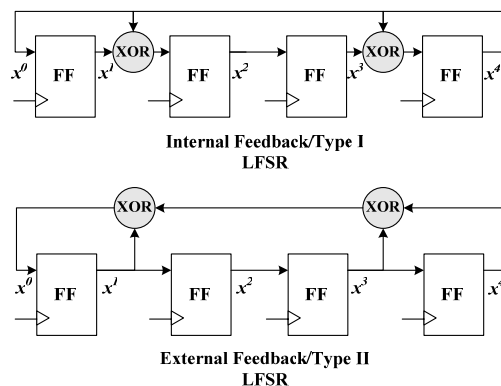 XOR XOR
x⁰ FF x¹ FF x² FF x³ FF x⁴
Internal Feedback/Type I
LFSR
XOR XOR
x⁰ FF x¹ FF x² FF x³ FF x⁴
External Feedback/Type II
LFSR